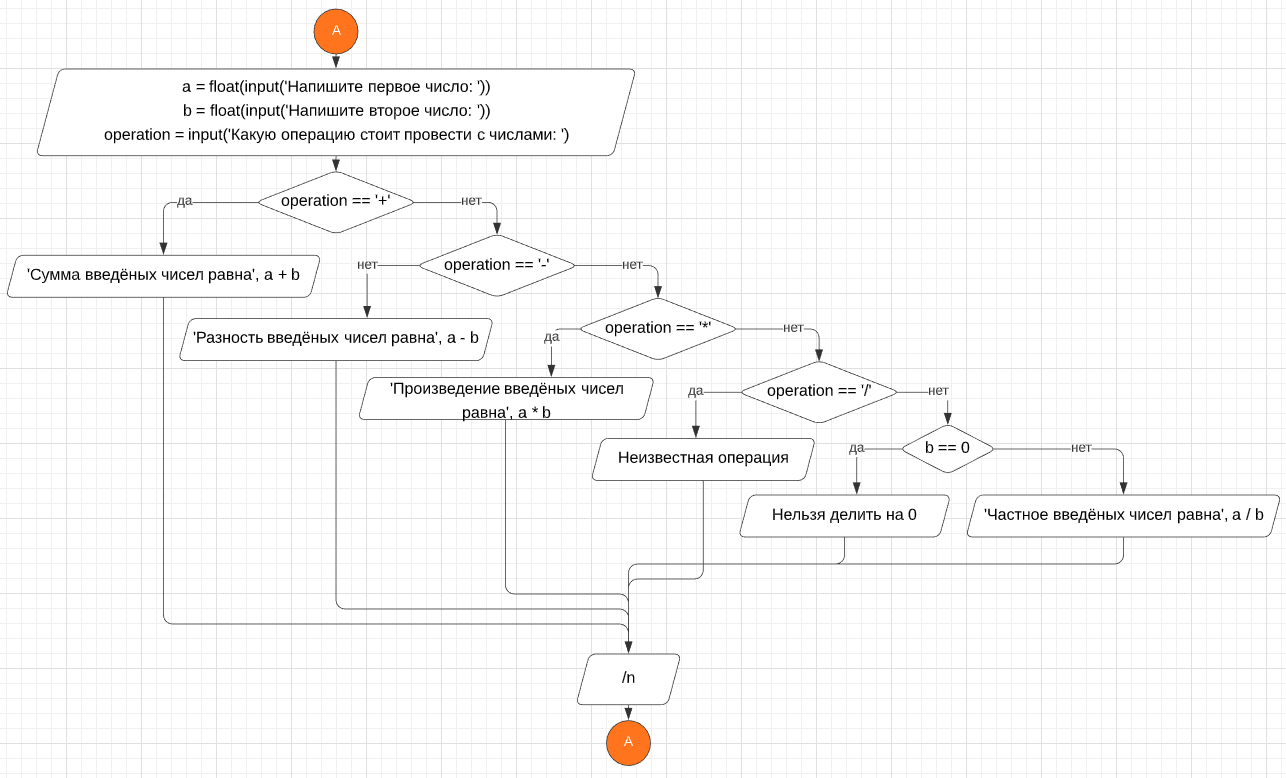 A
a = float(input('Напишите первое число: '))
b = float(input('Напишите второе число: '))
operation = input('Какую операцию стоит провести с числами: ')
operation == '+'
да
нет
'Сумма введёных чисел равна', a + b
operation == '-'
нет
нет
'Разность введёных чисел равна', a - b
operation == '*'
да
нет
'Произведение введёных чисел
равна', a * b
operation == '/'
да
нет
Неизвестная операция
b == 0
да
нет
Нельзя делить на 0
'Частное введёных чисел равна', a / b
/n
A